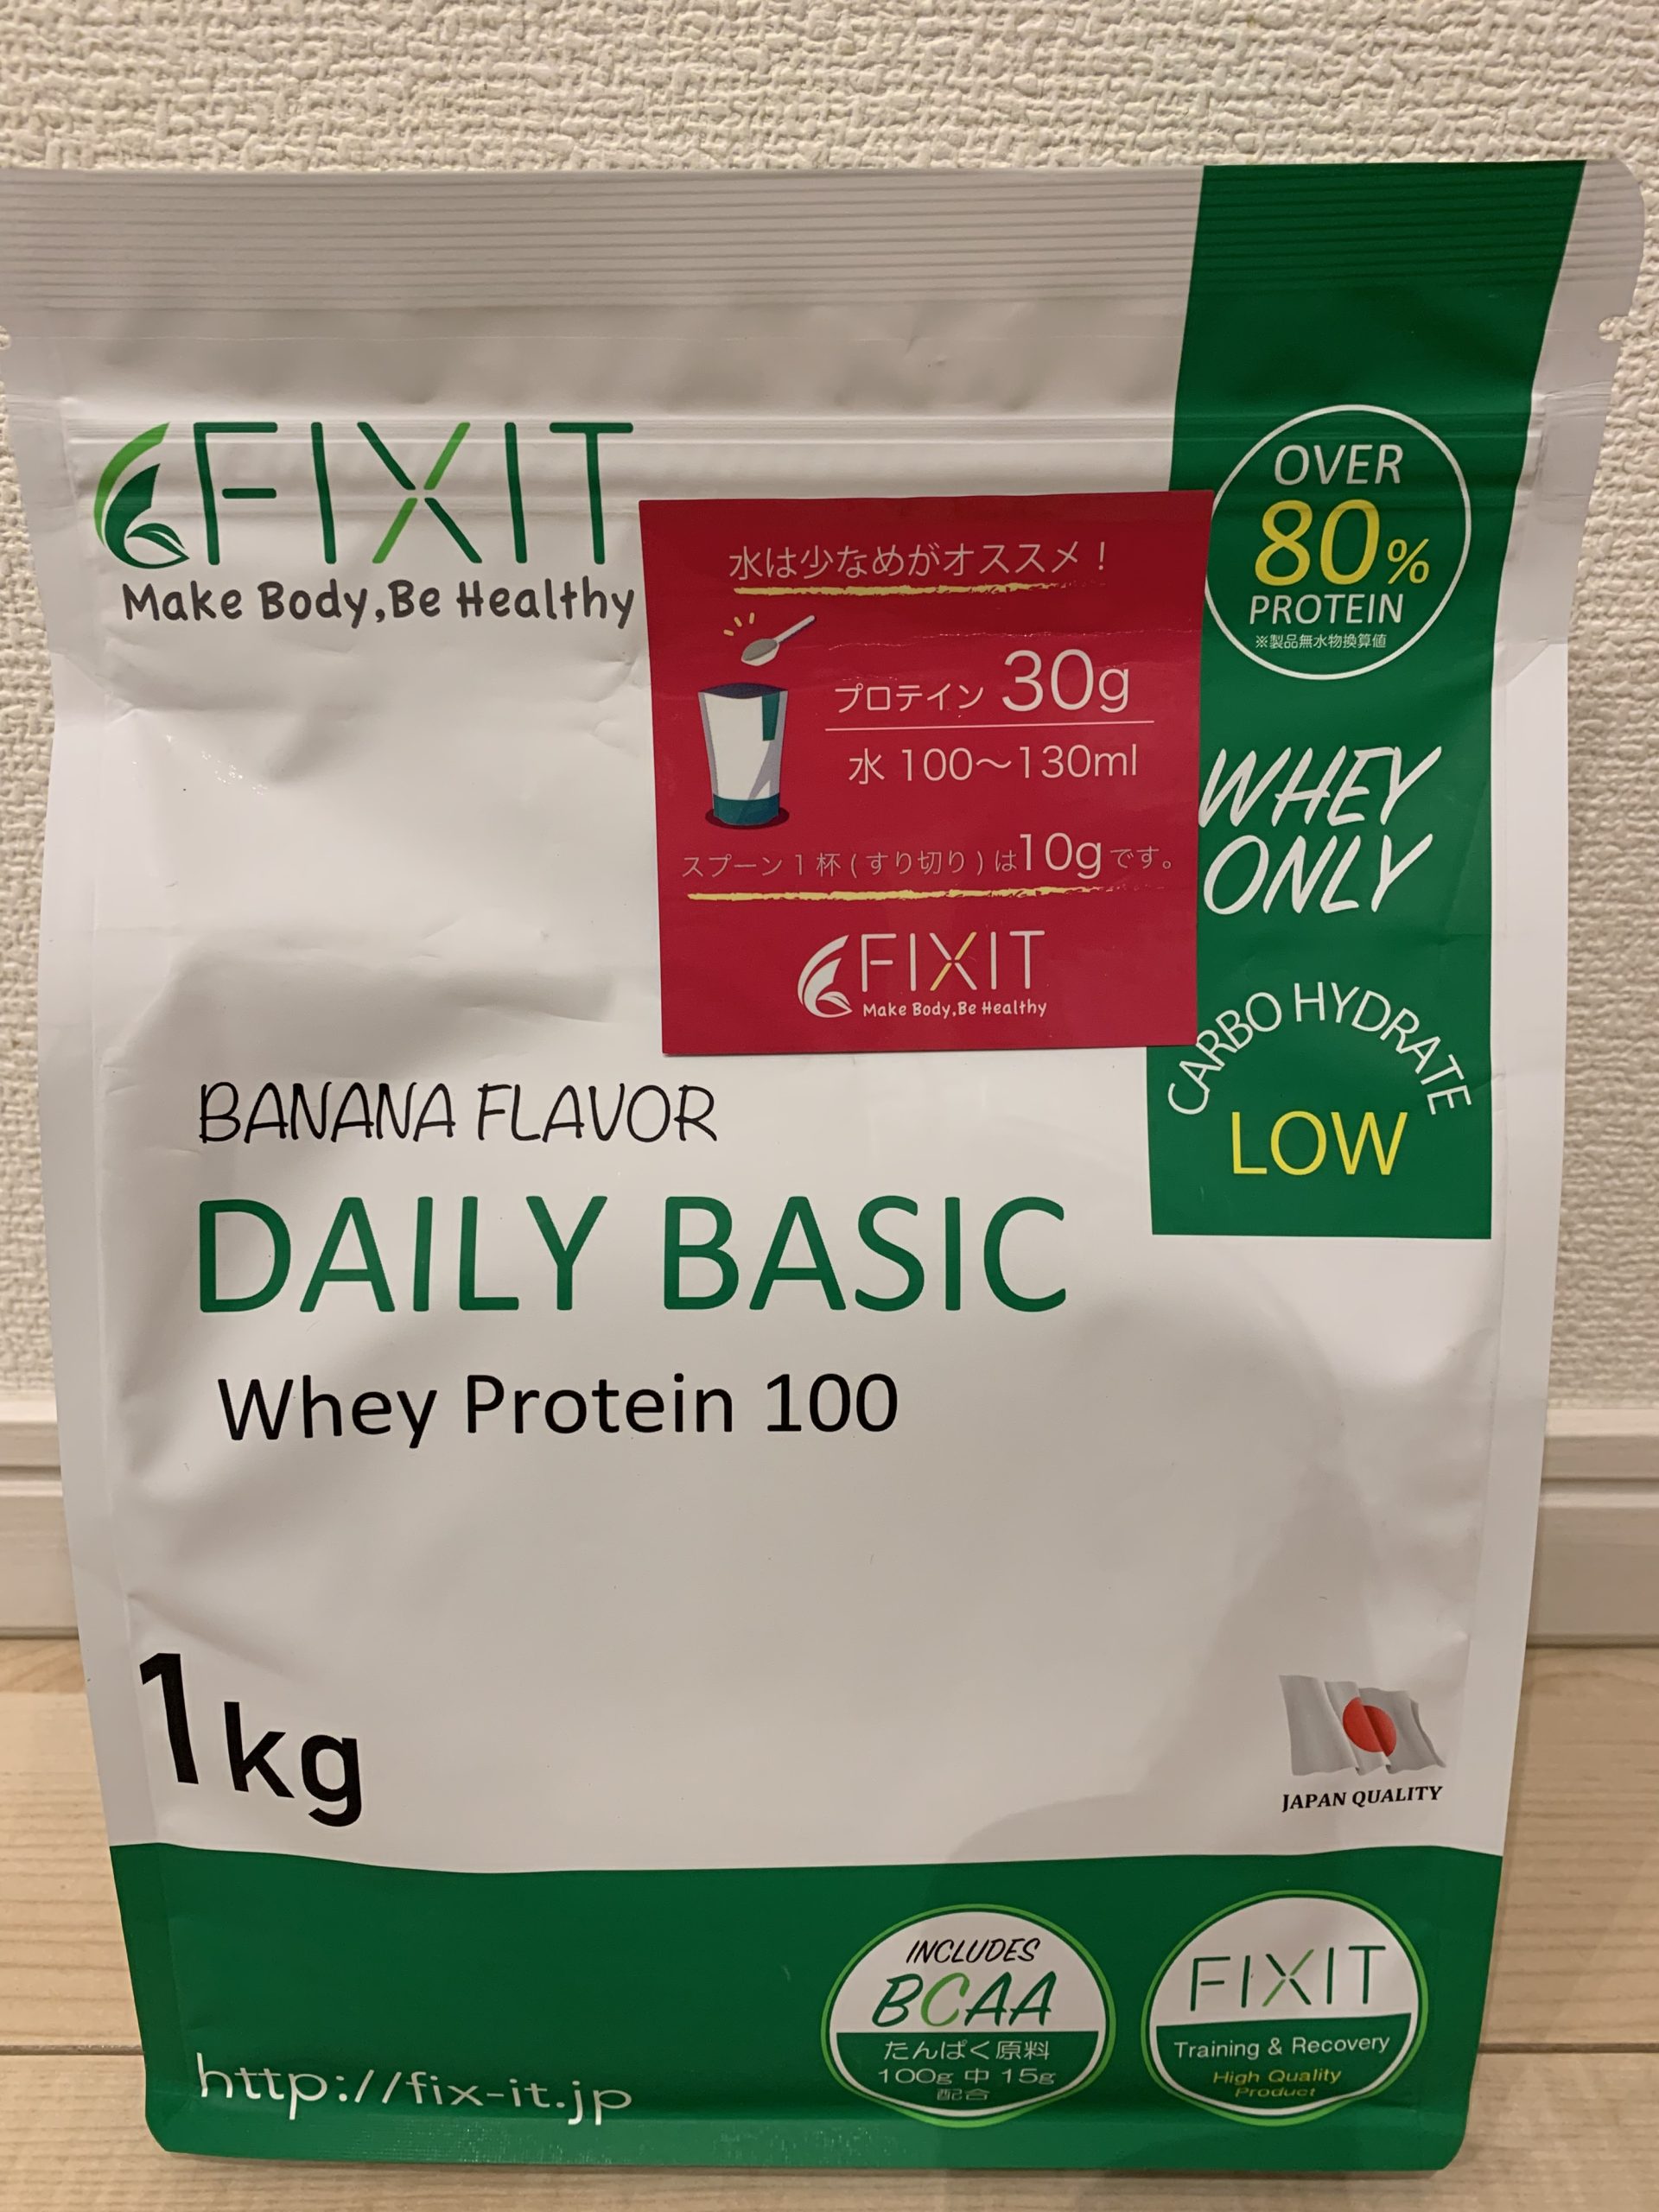 FIXIT
Make Body,Be Healthy
水は少なめがオススメ！
プロテイン 30g
水 100〜130ml
スプーン 1 杯 ( すり切り ) は10gです。
FIXIT
Make Body,Be Healthy
OVER
80%
PROTEIN
※製品無水物換算値
WHEY
ONLY
CARBO HYDRATE
LOW
BANANA FLAVOR
DAILY BASIC
Whey Protein 100
1kg
JAPAN QUALITY
http://fix-it.jp
INCLUDES
BCAA
たんぱく原料
100g 中 15g
配合
FIXIT
Training & Recovery
High Quality
Product